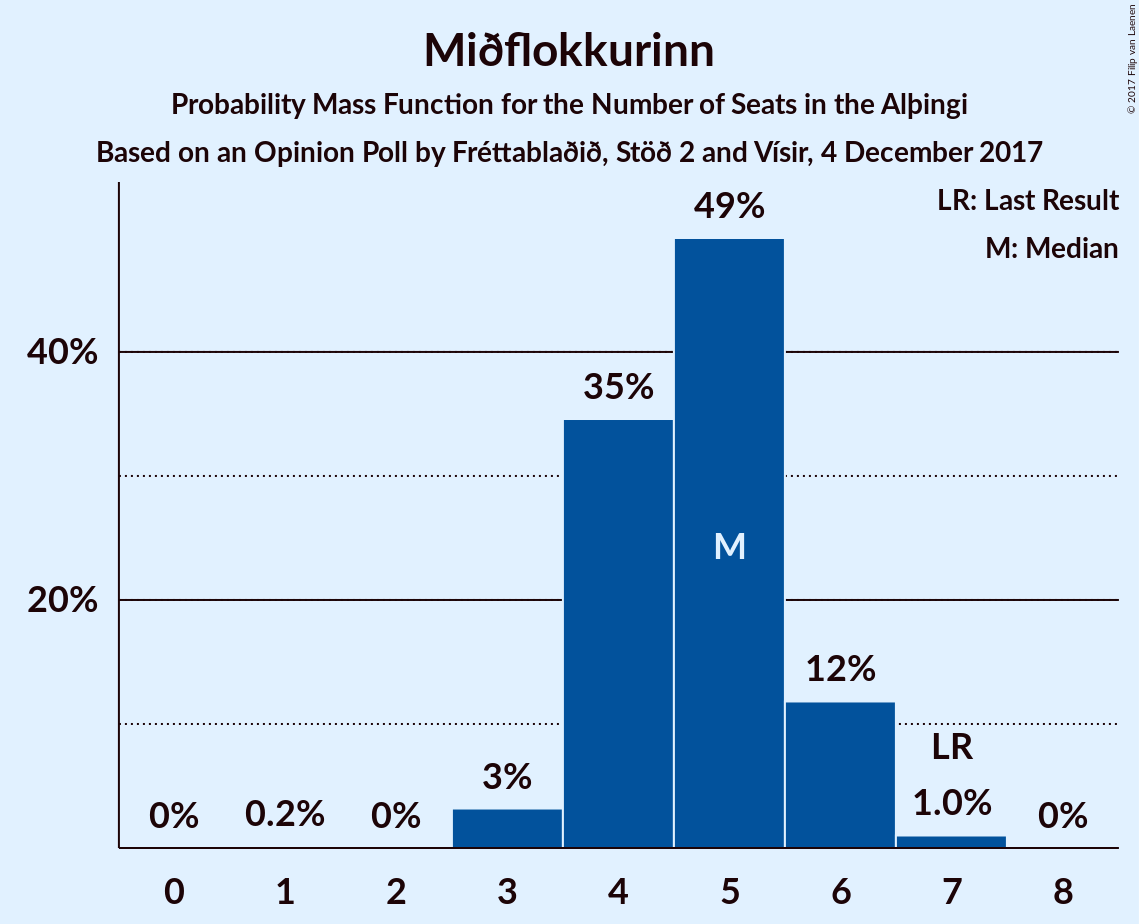 Miðflokkurinn
Probability Mass Function for the Number of Seats in the Alþingi
Based on an Opinion Poll by Fréttablaðið, Stöð 2 and Vísir, 4 December 2017
© 2017 Filip van Laenen
LR: Last Result
M: Median
49%
40%
35%
M
20%
12%
LR
3%
1.0%
0% 0.2% 0% 0%
0 1 2 3 4 5 6 7 8